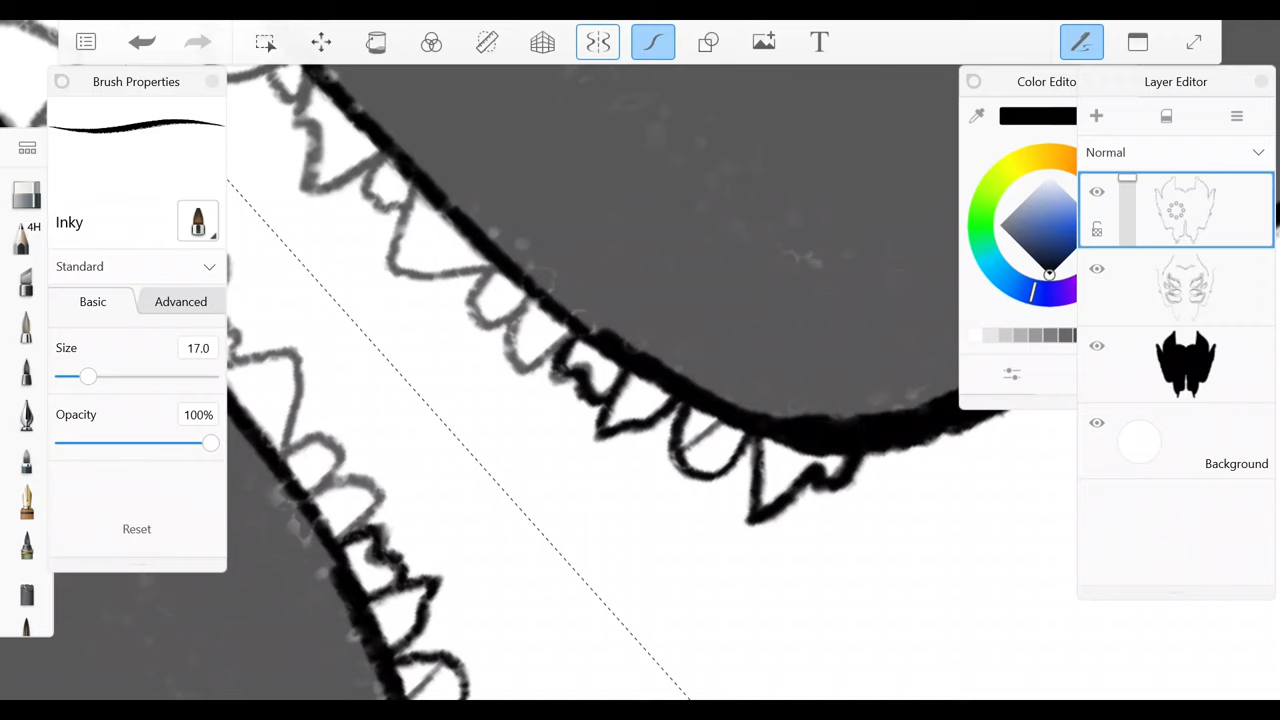 T
Brush Properties
Color Edito
Layer Editor
Normal
4H
Inky
Standard
Basic
Advanced
Size
17.0
Opacity
100%
Background
Reset